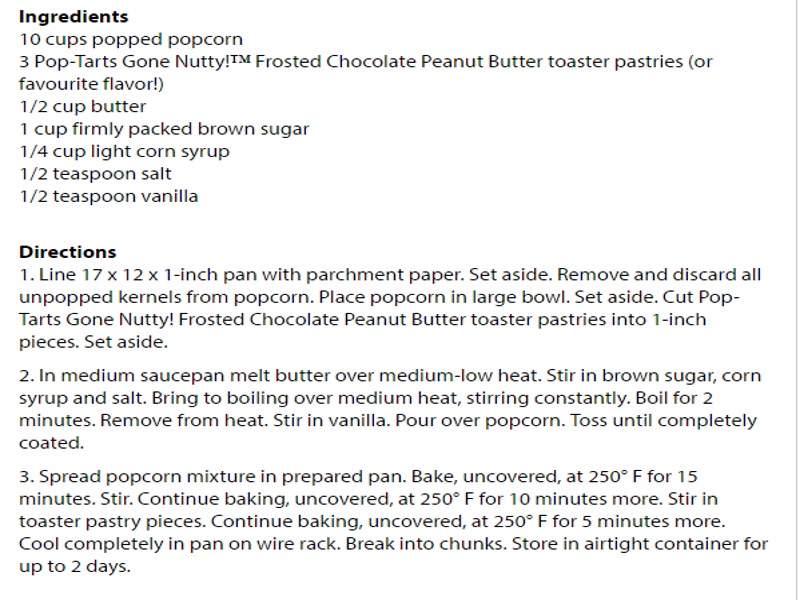 Ingredients
10 cups popped popcorn
3 Pop-Tarts Gone Nutty!™ Frosted Chocolate Peanut Butter toaster pastries (or
favourite flavor!)
1/2 cup butter
1 cup firmly packed brown sugar
1/4 cup light corn syrup
1/2 teaspoon salt
1/2 teaspoon vanilla
Directions
1. Line 17 x 12 x 1-inch pan with parchment paper. Set aside. Remove and discard all
unpopped kernels from popcorn. Place popcorn in large bowl. Set aside. Cut Pop-
Tarts Gone Nutty! Frosted Chocolate Peanut Butter toaster pastries into 1-inch
pieces. Set aside.
2. In medium saucepan melt butter over medium-low heat. Stir in brown sugar, corn
syrup and salt. Bring to boiling over medium heat, stirring constantly. Boil for 2
minutes. Remove from heat. Stir in vanilla. Pour over popcorn. Toss until completely
coated.
3. Spread popcorn mixture in prepared pan. Bake, uncovered, at 250° F for 15
minutes. Stir. Continue baking, uncovered, at 250° F for 10 minutes more. Stir in
toaster pastry pieces. Continue baking, uncovered, at 250° F for 5 minutes more.
Cool completely in pan on wire rack. Break into chunks. Store in airtight container for
up to 2 days.